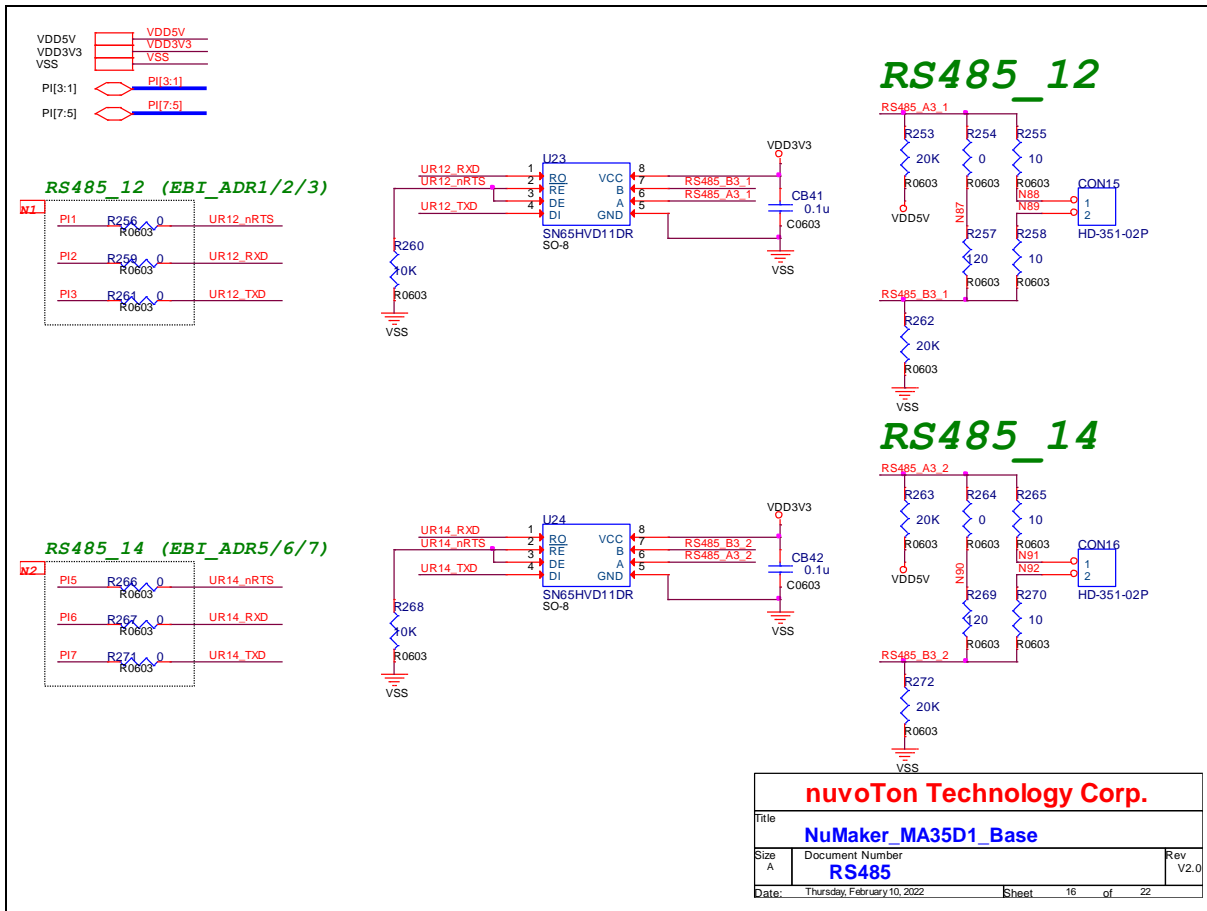 VDD5V VDD5V
VDD3V3 VDD3V3
VSS VSS
PI[3:1] PI[3:1]
PI[7:5] PI[7:5]
RS485_12 (EBI_ADR1/2/3)
N1
PI1 R256 0 UR12_nRTS
R0603
PI2 R259 0 UR12_RXD
R0603
PI3 R261 0 UR12_TXD
R0603
U23
UR12_RXD 1 RO VCC 8
UR12_nRTS 2 RE B 7 RS485_B3_1
3 DE A 6 RS485_A3_1
UR12_TXD 4 DI GND 5
SN65HVD11DR
SO-8
R260
10K
R0603
VSS
VDD3V3
CB41
0.1u
C0603
VSS
RS485_12
RS485_A3_1
R253 R254 R255
20K 0 10
R0603 R0603 R0603
VDD5V
N87
N88
N89
CON15
1
2
HD-351-02P
R257 R258
120 10
R0603 R0603
RS485_B3_1
R262
20K
R0603
VSS
RS485_14 (EBI_ADR5/6/7)
N2
PI5 R266 0 UR14_nRTS
R0603
PI6 R267 0 UR14_RXD
R0603
PI7 R271 0 UR14_TXD
R0603
U24
UR14_RXD 1 RO VCC 8
UR14_nRTS 2 RE B 7 RS485_B3_2
3 DE A 6 RS485_A3_2
UR14_TXD 4 DI GND 5
SN65HVD11DR
SO-8
R268
10K
R0603
VSS
VDD3V3
CB42
0.1u
C0603
VSS
RS485_14
RS485_A3_2
R263 R264 R265
20K 0 10
R0603 R0603 R0603
VDD5V
N90
N91
N92
CON16
1
2
HD-351-02P
R269 R270
120 10
R0603 R0603
RS485_B3_2
R272
20K
R0603
VSS
nuvoTon Technology Corp.
Title
NuMaker_MA35D1_Base
Size Document Number Rev
A RS485 V2.0
Date: Thursday, February 10, 2022 Sheet 16 of 22